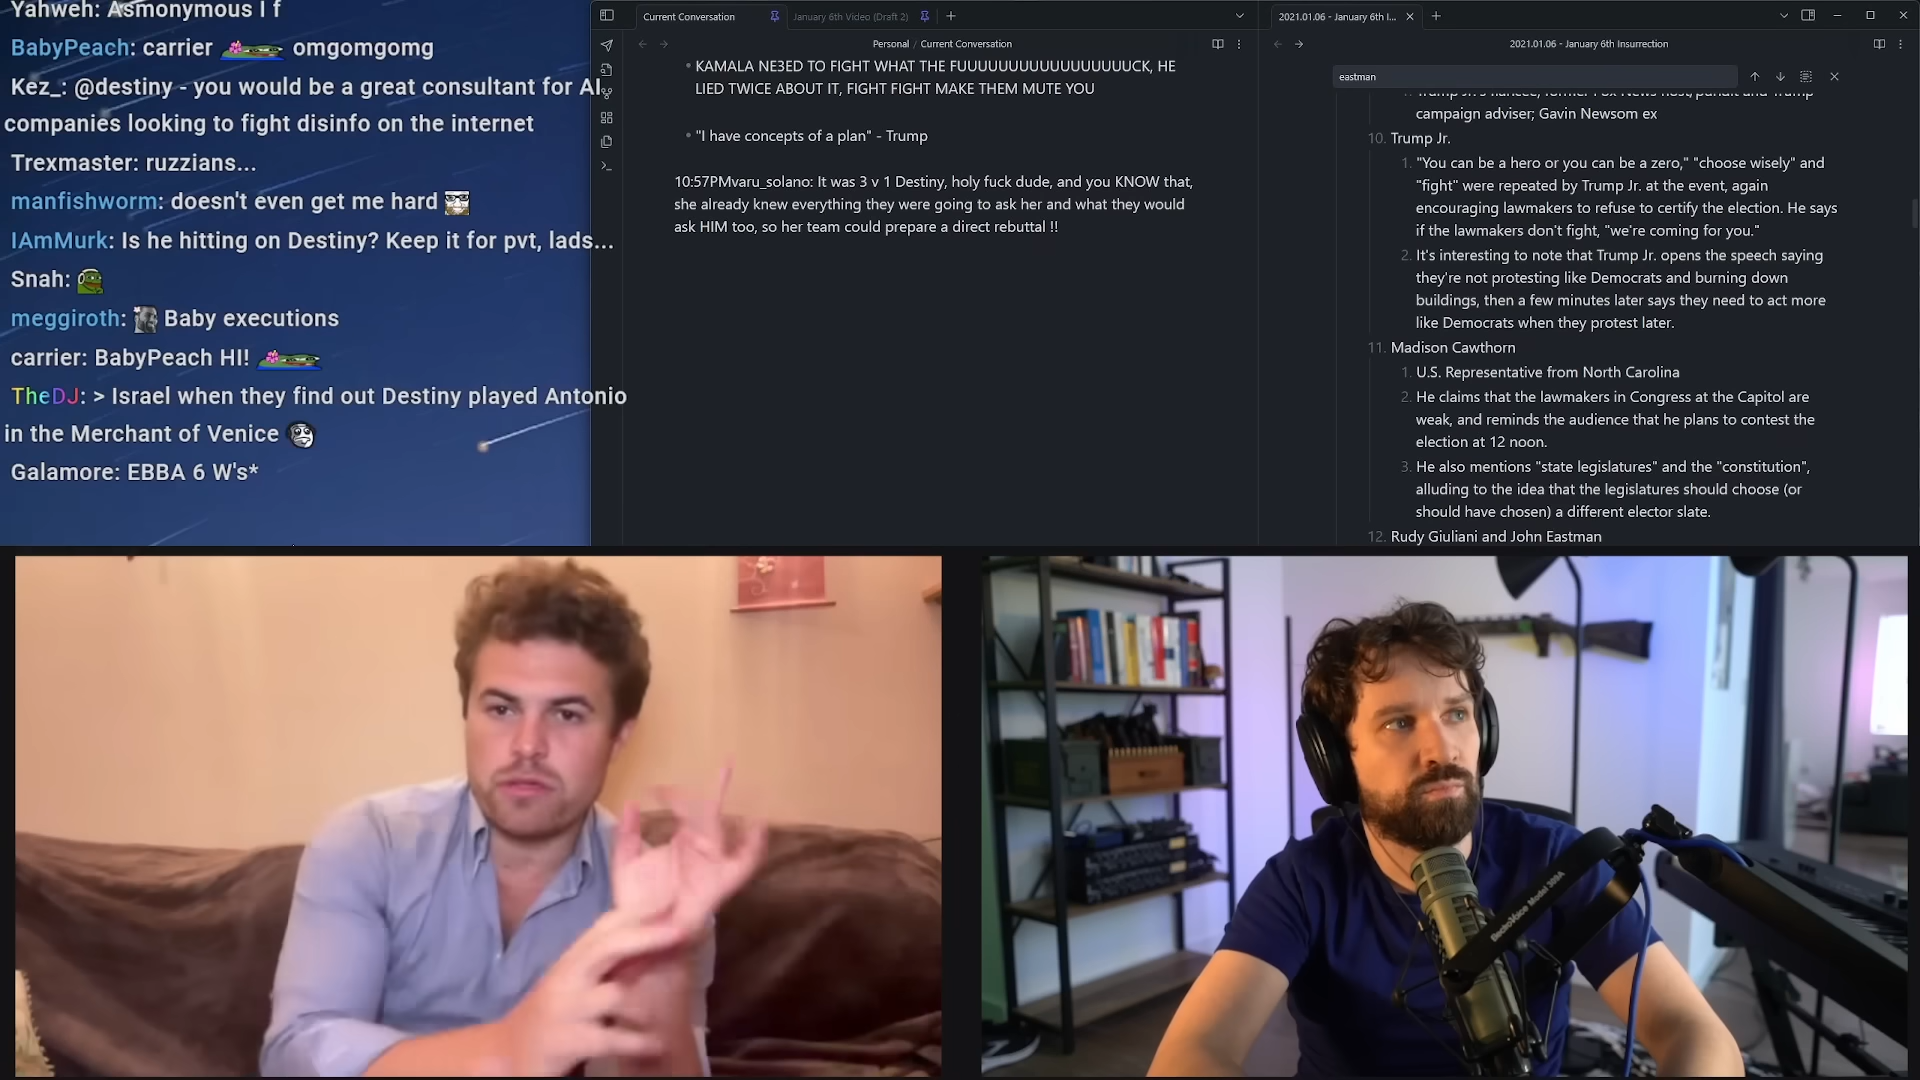 Yahweh: Asmonymous I f
BabyPeach: carrier omgomgomg
Kez_: @destiny - you would be a great consultant for AI
companies looking to fight disinfo on the internet
Trexmaster: ruzzians...
manfishworm: doesn't even get me hard
IAmMurk: Is he hitting on Destiny? Keep it for pvt, lads...
Snah:
meggiroth: Baby executions
carrier: BabyPeach HI!
TheDJ: > Israel when they find out Destiny played Antonio
in the Merchant of Venice
Galamore: EBBA 6 W's*
Current Conversation
January 6th Video (Draft 2)
Personal / Current Conversation
• KAMALA NE3ED TO FIGHT WHAT THE FUUUUUUUUUUUUUUUUUCK, HE
LIED TWICE ABOUT IT, FIGHT FIGHT MAKE THEM MUTE YOU
• "I have concepts of a plan" - Trump
10:57PMvaru_solano: It was 3 v 1 Destiny, holy fuck dude, and you KNOW that,
she already knew everything they were going to ask her and what they would
ask HIM too, so her team could prepare a direct rebuttal !!
2021.01.06 - January 6th I...
2021.01.06 - January 6th Insurrection
eastman
1. Trump Jr.'s fiancée, former Fox News host, pundit and Trump
campaign adviser; Gavin Newsom ex
10. Trump Jr.
1. "You can be a hero or you can be a zero," "choose wisely" and
"fight" were repeated by Trump Jr. at the event, again
encouraging lawmakers to refuse to certify the election. He says
if the lawmakers don't fight, "we're coming for you."
2. It's interesting to note that Trump Jr. opens the speech saying
they're not protesting like Democrats and burning down
buildings, then a few minutes later says they need to act more
like Democrats when they protest later.
11. Madison Cawthorn
1. U.S. Representative from North Carolina
2. He claims that the lawmakers in Congress at the Capitol are
weak, and reminds the audience that he plans to contest the
election at 12 noon.
3. He also mentions "state legislatures" and the "constitution",
alluding to the idea that the legislatures should choose (or
should have chosen) a different elector slate.
12. Rudy Giuliani and John Eastman
ElectroVoice Model 309A